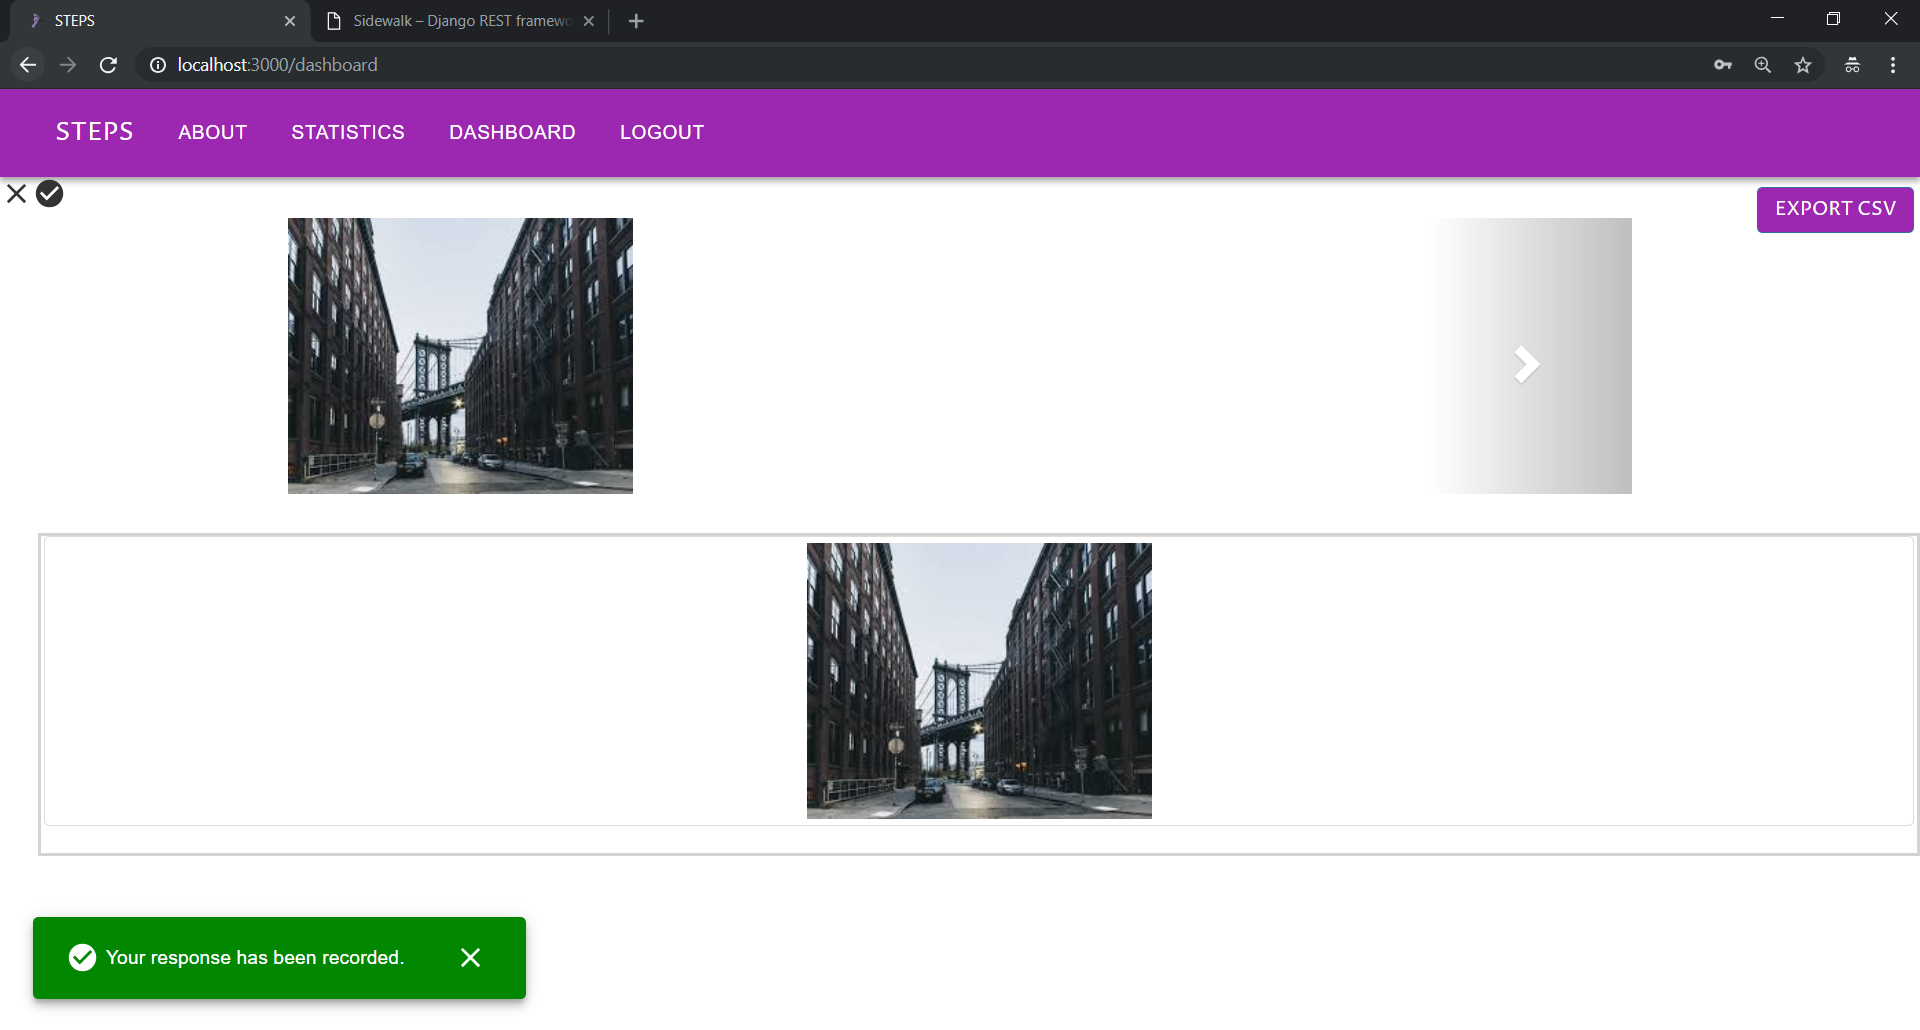 STEPS
Sidewalk – Django REST framewo
localhost:3000/dashboard
STEPS ABOUT STATISTICS DASHBOARD LOGOUT
EXPORT CSV
Your response has been recorded.